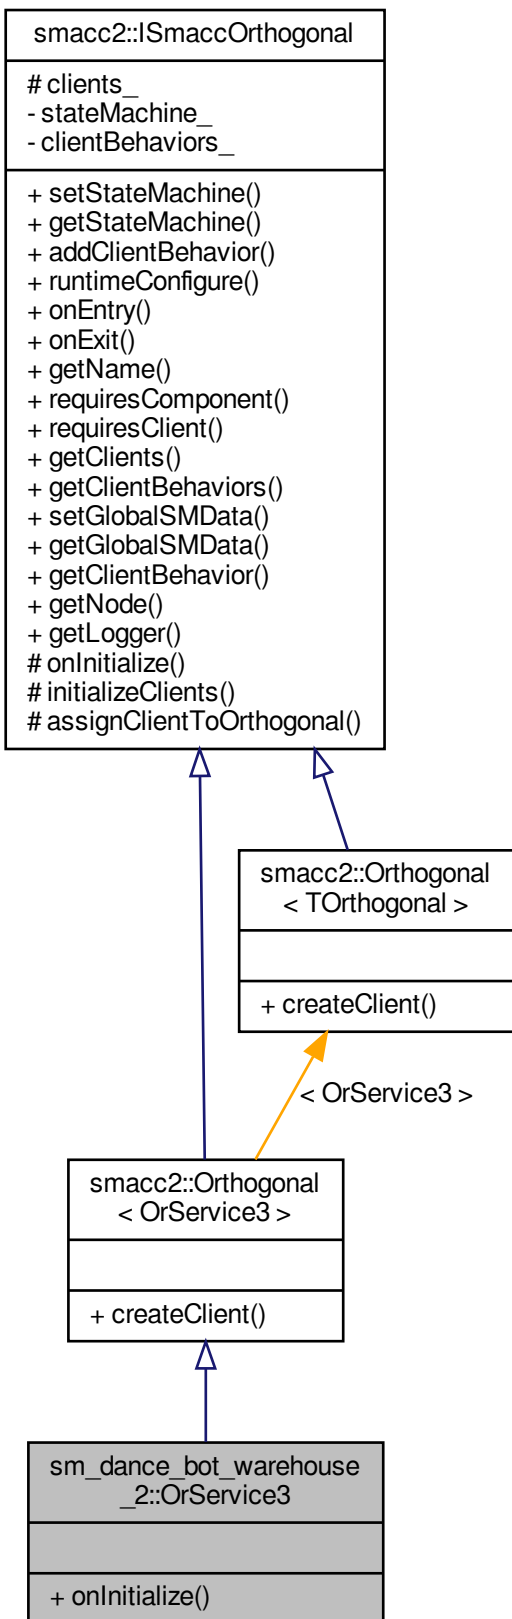 smacc2::ISmaccOrthogonal
# clients_
- stateMachine_
- clientBehaviors_
+ setStateMachine()
+ getStateMachine()
+ addClientBehavior()
+ runtimeConfigure()
+ onEntry()
+ onExit()
+ getName()
+ requiresComponent()
+ requiresClient()
+ getClients()
+ getClientBehaviors()
+ setGlobalSMData()
+ getGlobalSMData()
+ getClientBehavior()
+ getNode()
+ getLogger()
# onInitialize()
# initializeClients()
# assignClientToOrthogonal()
smacc2::Orthogonal
< TOrthogonal >
+ createClient()
< OrService3 >
smacc2::Orthogonal
< OrService3 >
+ createClient()
sm_dance_bot_warehouse
_2::OrService3
+ onInitialize()